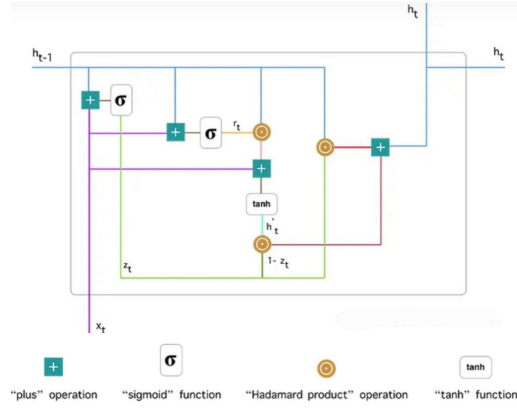 h_t
h_{t-1}
h_t
+
σ
+
σ
r_t
+
+
tanh
h'_t
z_t
1- z_t
x_t
+
σ
tanh
"plus" operation
"sigmoid" function
"Hadamard product" operation
"tanh" function